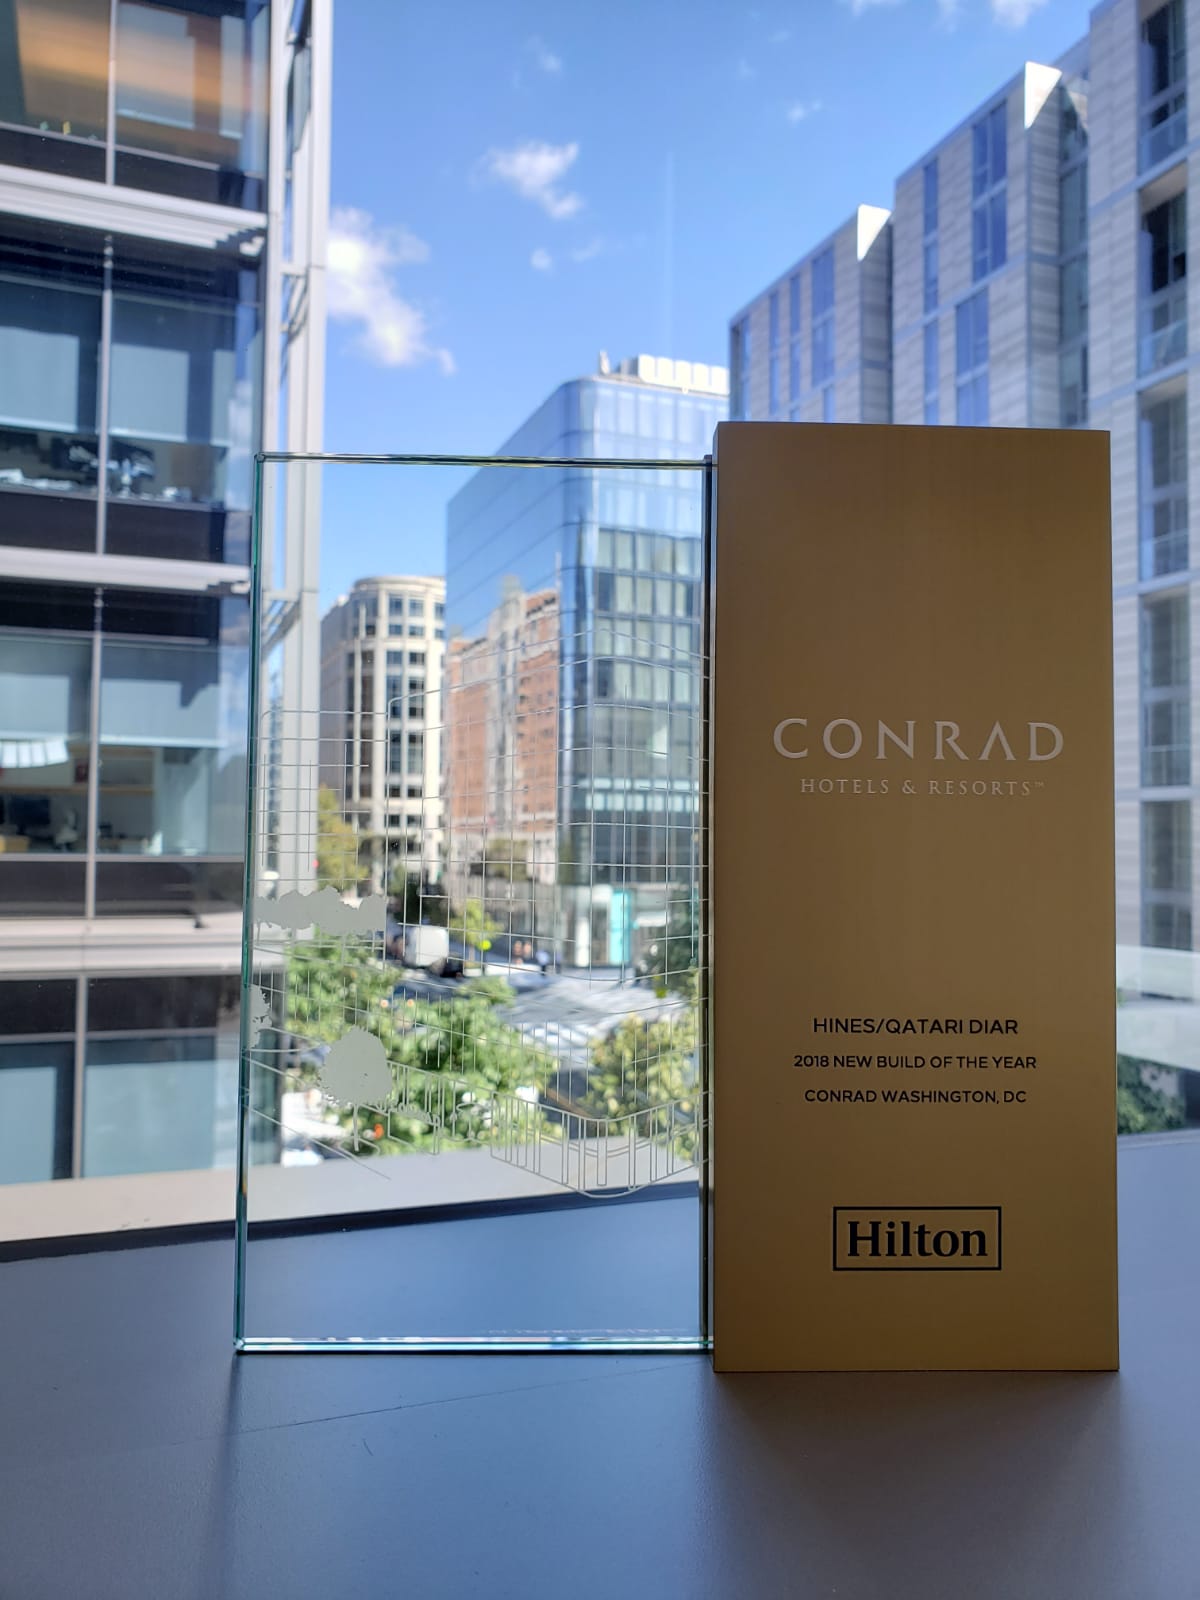 CONRAD
HOTELS & RESORTS™
HINES/QATARI DIAR
2018 NEW BUILD OF THE YEAR
CONRAD WASHINGTON, DC
Hilton